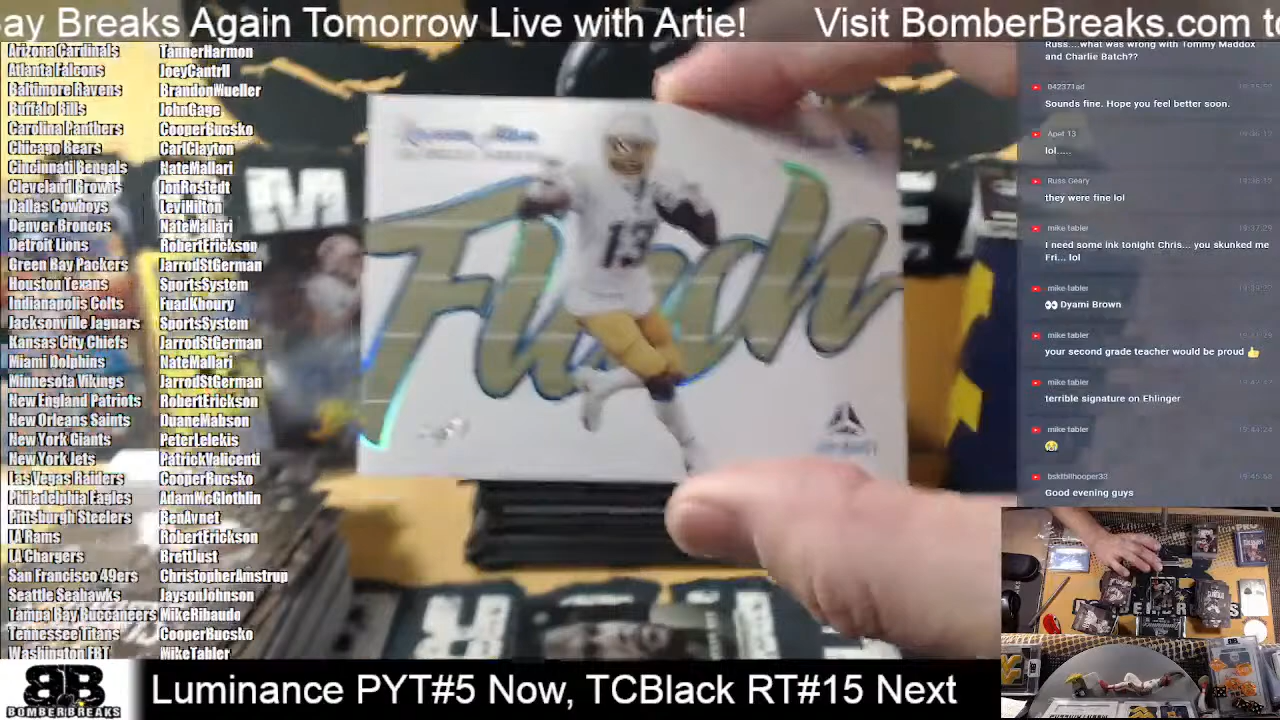 ay Breaks Again Tomorrow Live with Artie! Visit BomberBreaks.com to
Arizona Cardinals TannerHarmon
Atlanta Falcons JoeyCantrll
Baltimore Ravens BrandonMueller
Buffalo Bills JohnGage
Carolina Panthers CooperBucsko
Chicago Bears CarlClayton
Cincinnati Bengals NateMallari
Cleveland Browns JonRostedt
Dallas Cowboys LeviHilton
Denver Broncos NateMallari
Detroit Lions RobertErickson
Green Bay Packers JarrodStGerman
Houston Texans SportsSystem
Indianapolis Colts FuadKhoury
Jacksonville Jaguars SportsSystem
Kansas City Chiefs JarrodStGerman
Miami Dolphins NateMallari
Minnesota Vikings JarrodStGerman
New England Patriots RobertErickson
New Orleans Saints DuaneMabson
New York Giants PeterLelekis
New York Jets PatrickValicenti
Las Vegas Raiders CooperBucsko
Philadelphia Eagles AdamMcGlothlin
Pittsburgh Steelers BenAvnet
LA Rams RobertErickson
LA Chargers BrettJust
San Francisco 49ers ChristopherAmstrup
Seattle Seahawks JaysonJohnson
Tampa Bay Buccaneers MikeRibaudo
Tennessee Titans CooperBucsko
Washington FBT MikeTabler
13
Russ....what was wrong with Tommy Maddox
and Charlie Batch??
042371ad
Sounds fine. Hope you feel better soon.
Apet 13
lol.....
Russ Geary
they were fine lol
mike tabler
I need some ink tonight Chris... you skunked me
Fri... lol
mike tabler
👀 Dyami Brown
mike tabler
your second grade teacher would be proud 👍
mike tabler
terrible signature on Ehlinger
mike tabler
😭
bsktbllhooper33
Good evening guys
BOMBERBREAKS
Luminance PYT#5 Now, TCBlack RT#15 Next